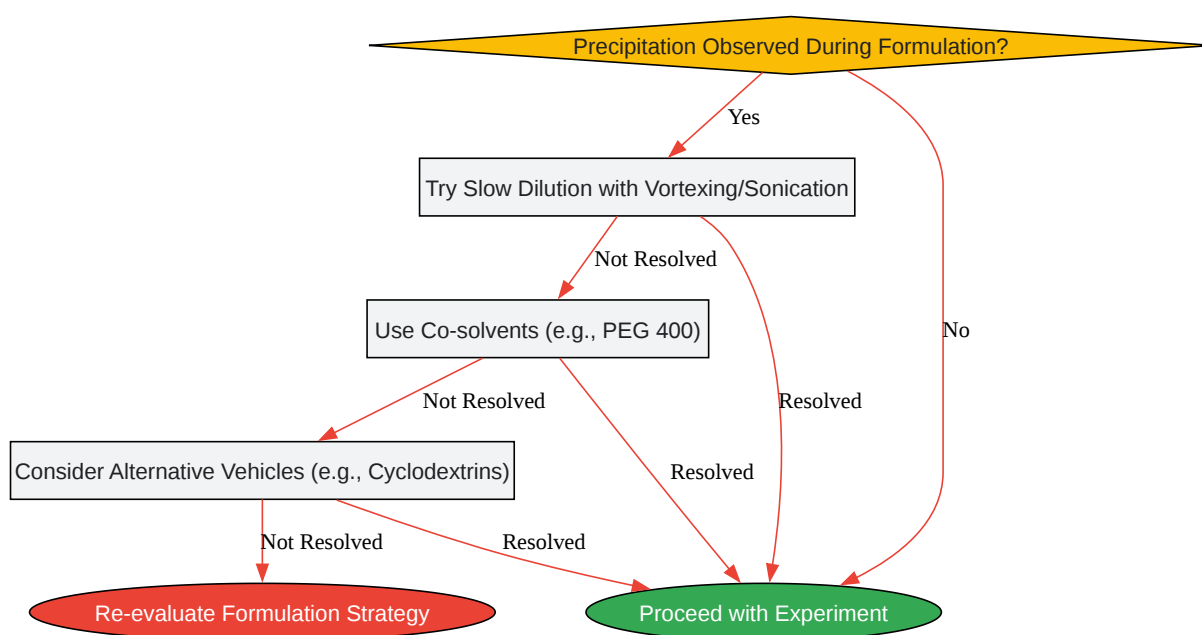 Precipitation Observed During Formulation?
Yes
Try Slow Dilution with Vortexing/Sonication
Not Resolved
Use Co-solvents (e.g., PEG 400)
No
Not Resolved
Resolved
Consider Alternative Vehicles (e.g., Cyclodextrins)
Resolved
Not Resolved
Resolved
Re-evaluate Formulation Strategy
Proceed with Experiment